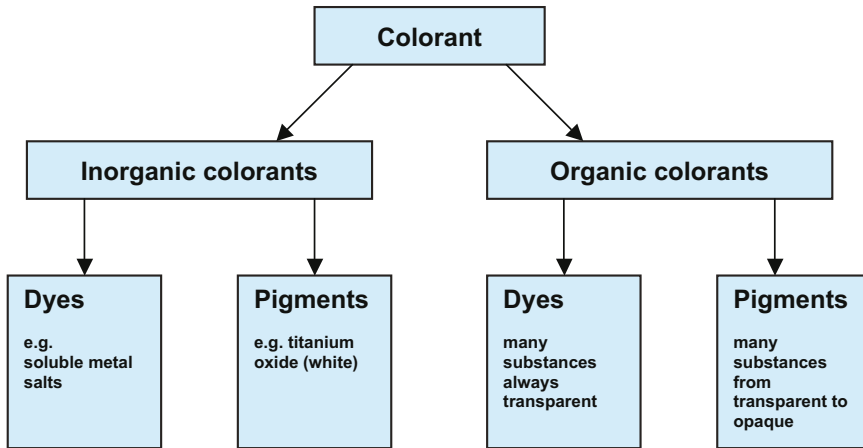 Colorant
Inorganic colorants
Organic colorants
Dyes
e.g.
soluble metal
salts
Pigments
e.g. titanium
oxide (white)
Dyes
many
substances
always
transparent
Pigments
many
substances
from
transparent to
opaque